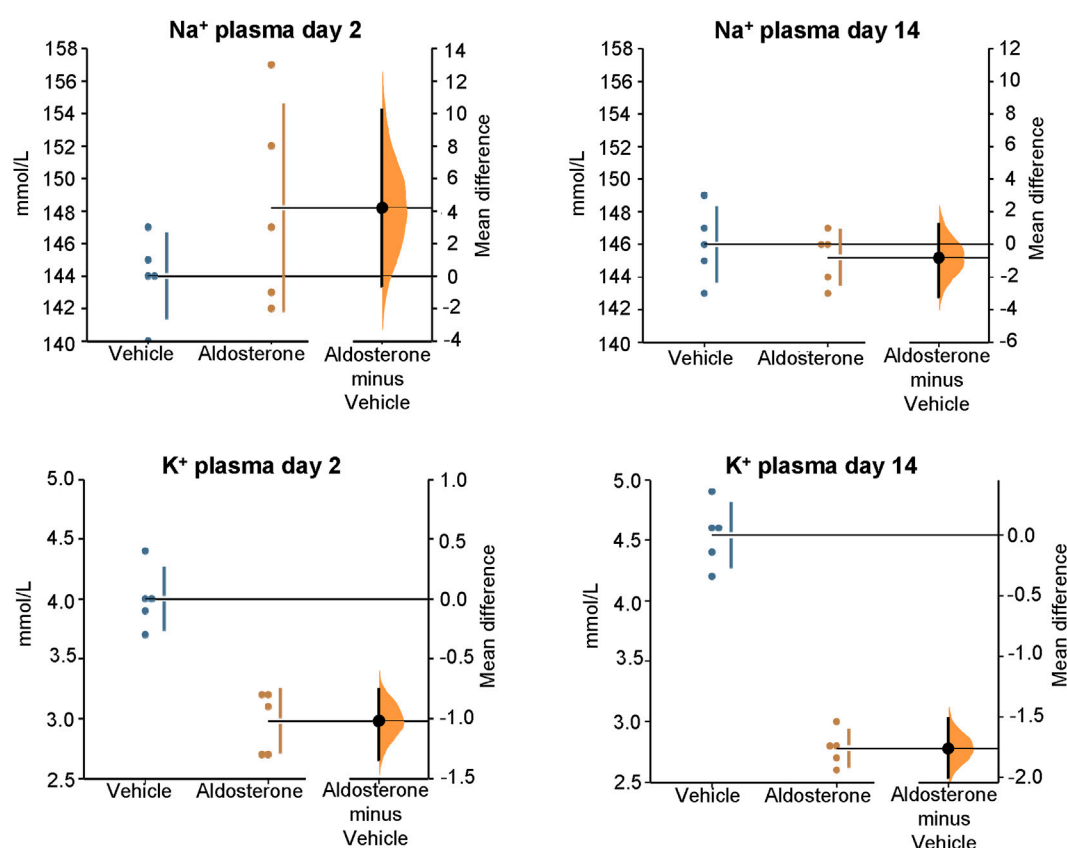 Na⁺ plasma day 2
158
156
154
152
150
148
146
144
142
140
mmol/L
14
12
10
8
6
4
2
0
-2
-4
Mean difference
Vehicle
Aldosterone
Aldosterone
minus
Vehicle
Na⁺ plasma day 14
158
156
154
152
150
148
146
144
142
140
mmol/L
12
10
8
6
4
2
0
-2
-4
-6
Mean difference
Vehicle
Aldosterone
Aldosterone
minus
Vehicle
K⁺ plasma day 2
5.0
4.5
4.0
3.5
3.0
2.5
mmol/L
1.0
0.5
0.0
-0.5
-1.0
-1.5
Mean difference
Vehicle
Aldosterone
Aldosterone
minus
Vehicle
K⁺ plasma day 14
5.0
4.5
4.0
3.5
3.0
2.5
mmol/L
0.0
-0.5
-1.0
-1.5
-2.0
Mean difference
Vehicle
Aldosterone
Aldosterone
minus
Vehicle